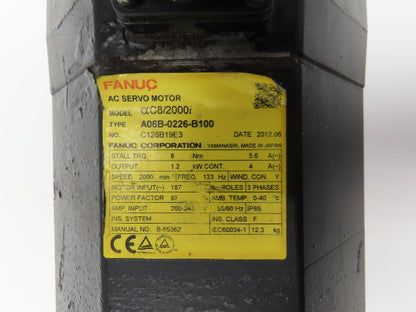 FANUC
AC SERVO MOTOR
MODEL αC8/2000i
TYPE A06B-0226-B100
NO. C128B19E3 DATE 2012.06
FANUC CORPORATION YAMANASHI, MADE IN JAPAN
STALL TRQ. 8 Nm 5.6 A(~)
OUTPUT 1.2 kW CONT. 4 A(~)
SPEED 2000 min⁻¹ FREQ. 133 Hz WIND. CON. Y
MOTOR INPUT(~) 187 POLES 3 PHASES
POWER FACTOR AMB. TEMP. 0-40 °C
AMP. INPUT 200-240 50/60 Hz IP65
INS. SYSTEM INS. CLASS F
MANUAL NO. B-65382 IEC60034-1 12.3 kg
CE